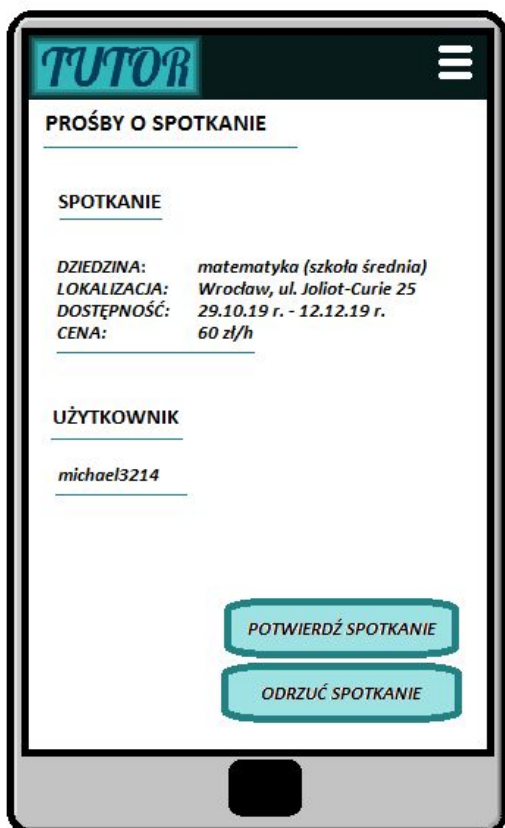 TUTOR
PROŚBY O SPOTKANIE
SPOTKANIE
DZIEDZINA: matematyka (szkoła średnia)
LOKALIZACJA: Wrocław, ul. Joliot-Curie 25
DOSTĘPNOŚĆ: 29.10.19 r. - 12.12.19 r.
CENA: 60 zł/h
UŻYTKOWNIK
michael3214
POTWIERDŹ SPOTKANIE
ODRZUĆ SPOTKANIE